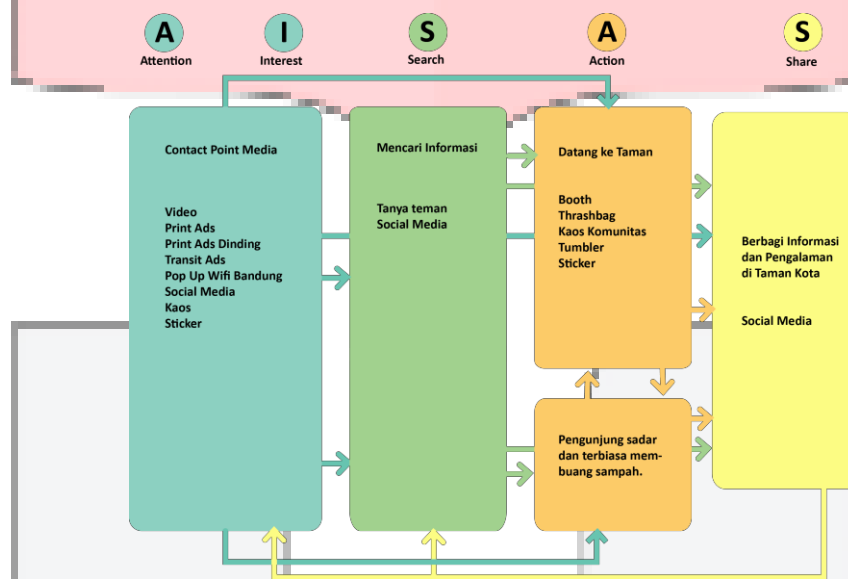 A
I
S
A
S
Attention
Interest
Search
Action
Share
Contact Point Media
Video
Print Ads
Print Ads Dinding
Transit Ads
Pop Up Wifi Bandung
Social Media
Kaos
Sticker
Mencari Informasi
Tanya teman
Social Media
Datang ke Taman
Booth
Thrashbag
Kaos Komunitas
Tumbler
Sticker
Pengunjung sadar
dan terbiasa mem-
buang sampah.
Berbagi Informasi
dan Pengalaman
di Taman Kota
Social Media